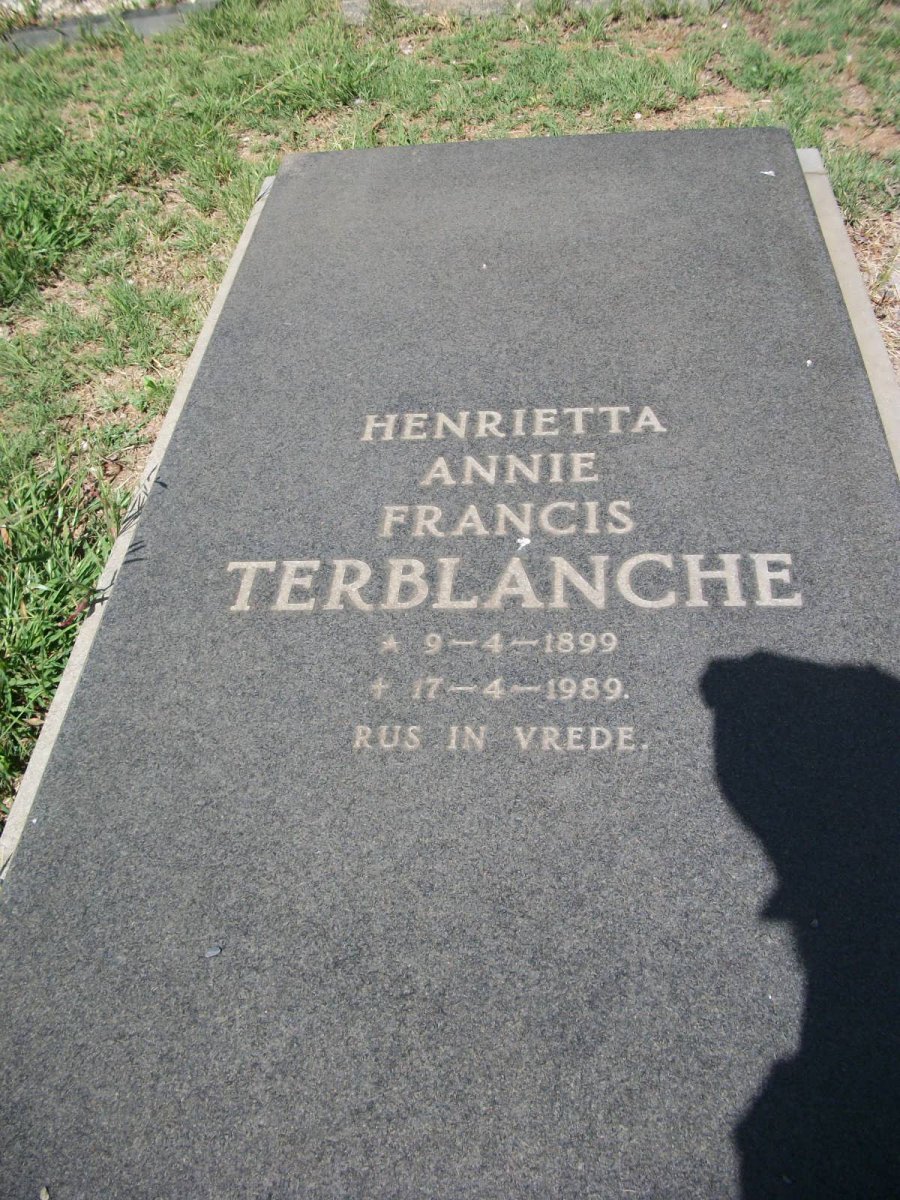 HENRIETTA
ANNIE
FRANCIS
TERBLANCHE
* 9-4-1899
+ 17-4-1989.
RUS IN VREDE.